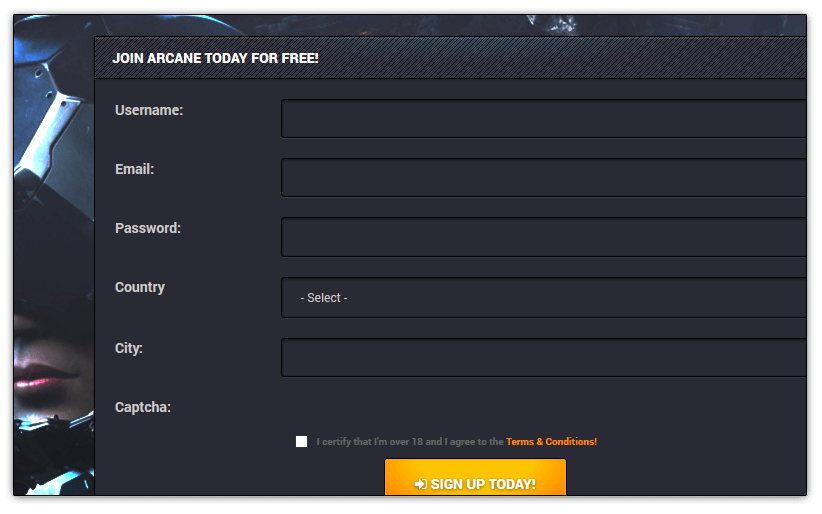 JOIN ARCANE TODAY FOR FREE!
Username:
Email:
Password:
Country
- Select -
City:
Captcha:
I certify that I'm over 18 and I agree to the Terms & Conditions!
SIGN UP TODAY!